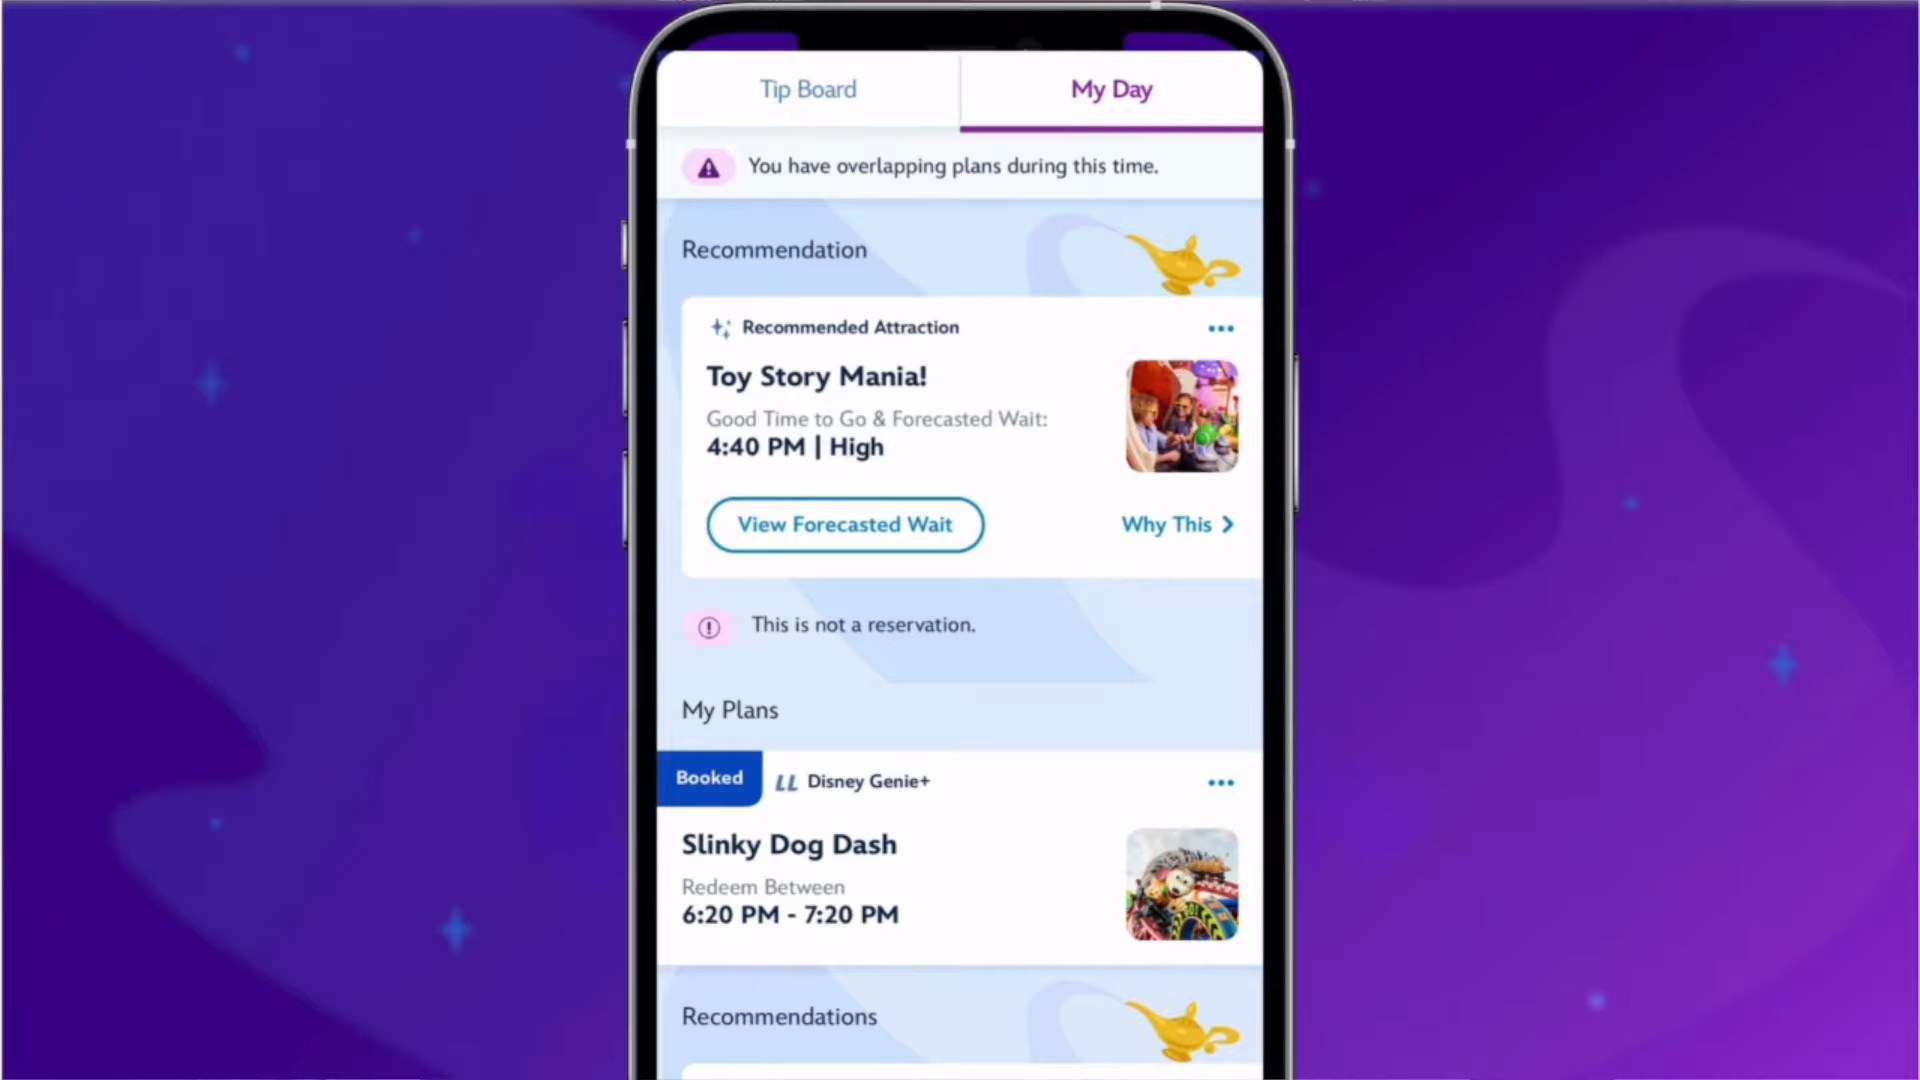 Tip Board
My Day
You have overlapping plans during this time.
Recommendation
Recommended Attraction
Toy Story Mania!
Good Time to Go & Forecasted Wait:
4:40 PM | High
View Forecasted Wait
Why This
This is not a reservation.
My Plans
Booked
LL Disney Genie+
Slinky Dog Dash
Redeem Between
6:20 PM - 7:20 PM
Recommendations